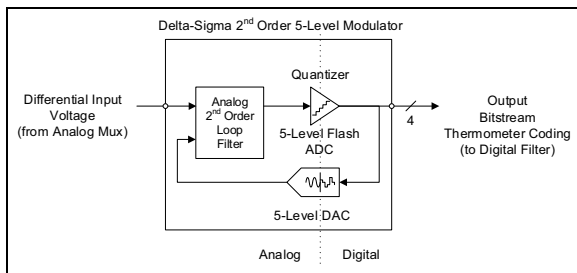 Delta-Sigma 2nd Order 5-Level Modulator
Quantizer
Differential Input
Voltage
(from Analog Mux)
Analog
2nd Order
Loop
Filter
5-Level Flash
ADC
4
Output
Bitstream
Thermometer Coding
(to Digital Filter)
5-Level DAC
Analog
Digital